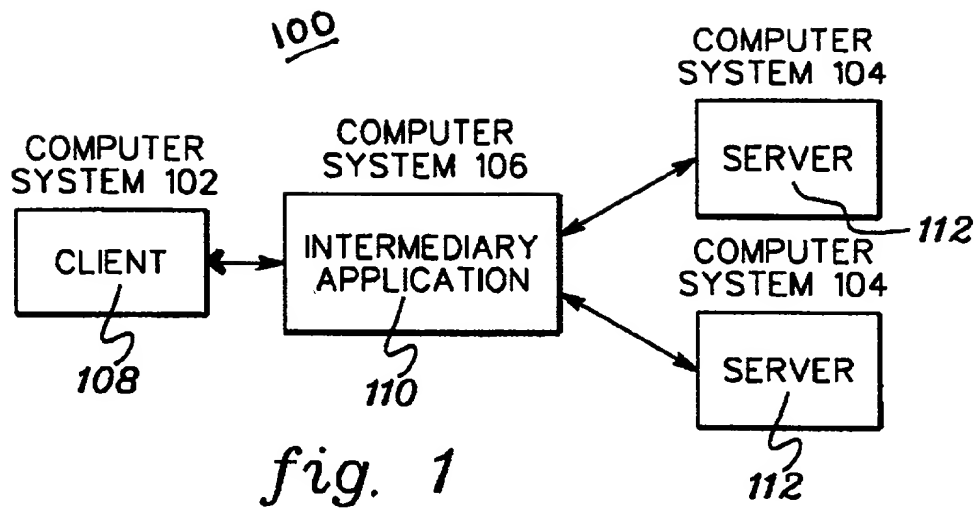 100
COMPUTER
SYSTEM 102
CLIENT
108
COMPUTER
SYSTEM 106
INTERMEDIARY
APPLICATION
110
COMPUTER
SYSTEM 104
SERVER
112
COMPUTER
SYSTEM 104
SERVER
112
fig. 1